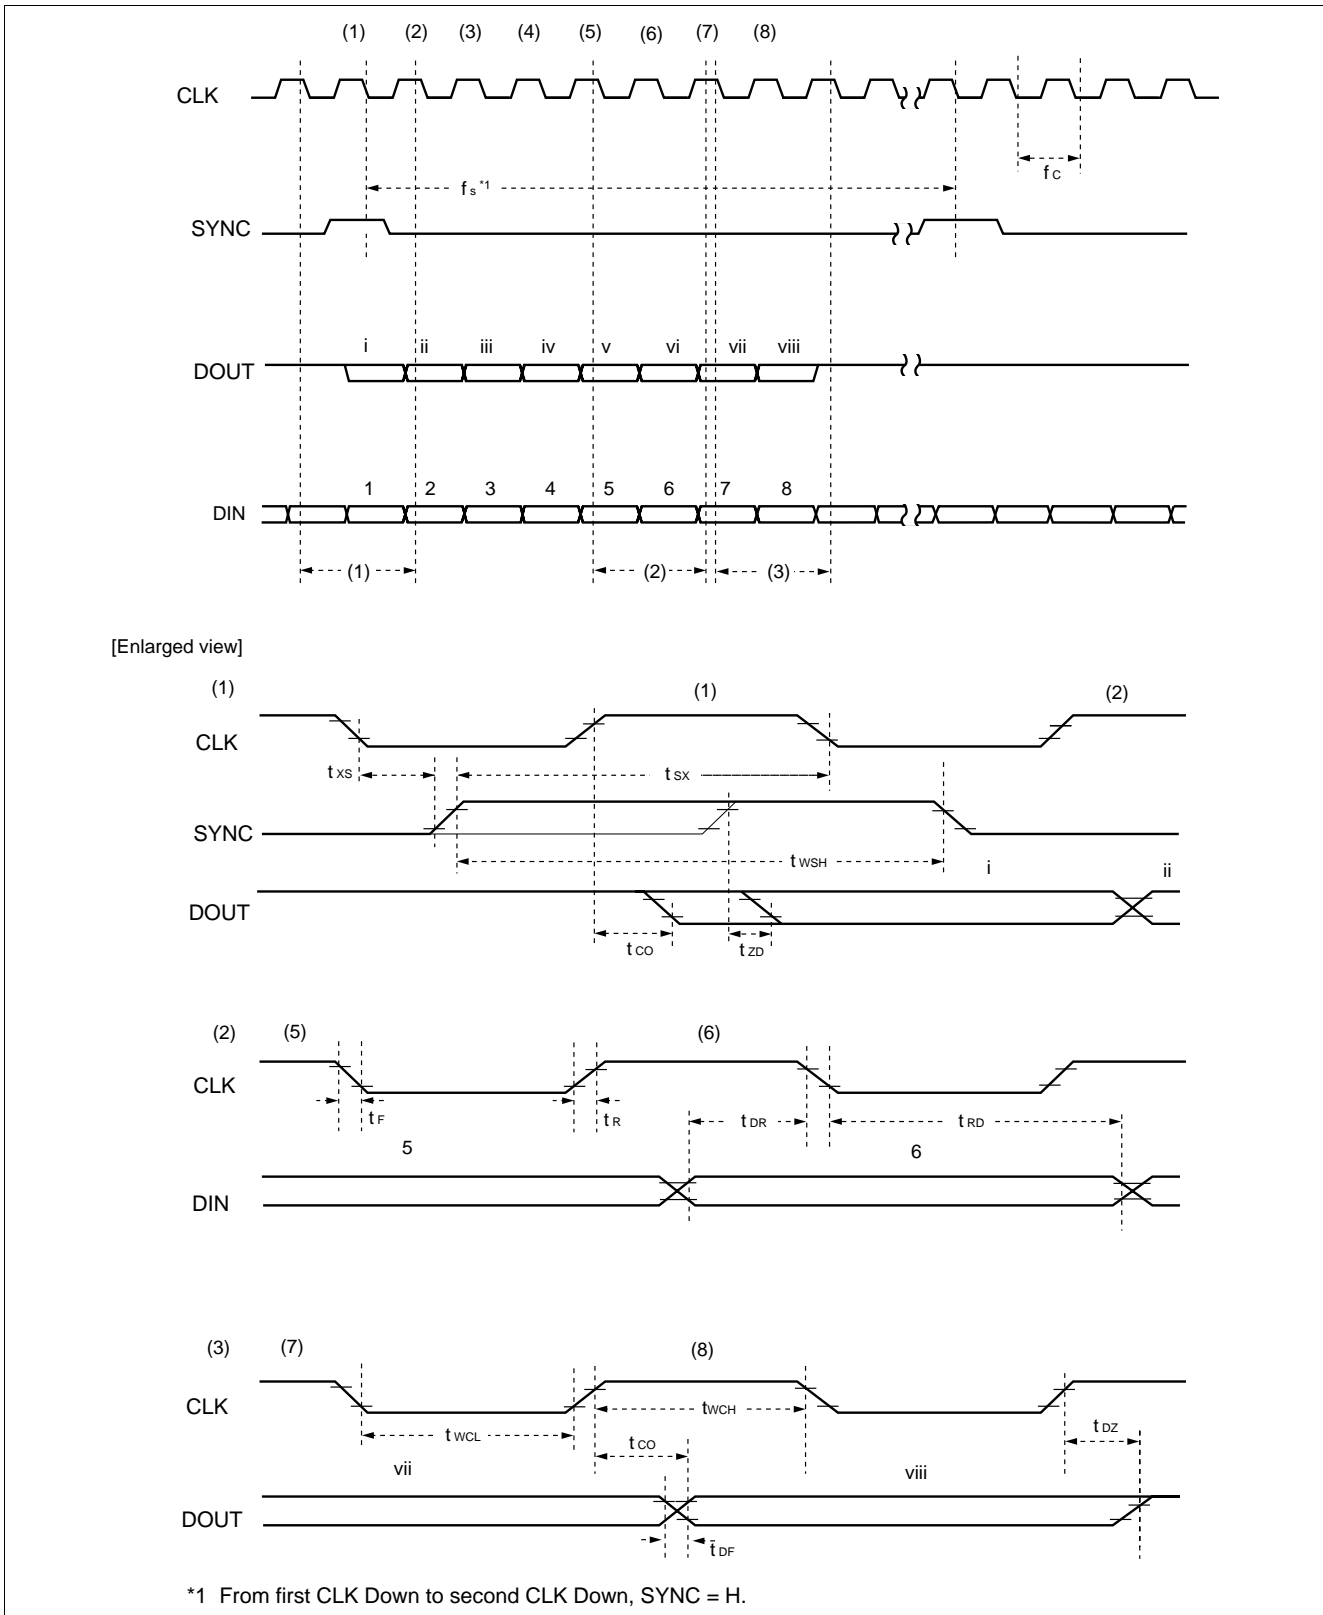 (1) (2) (3) (4) (5) (6) (7) (8)
CLK
fC
fs*1
SYNC
i ii iii iv v vi vii viii
DOUT
1 2 3 4 5 6 7 8
DIN
(1) (2) (3)
[Enlarged view]
(1) (1) (2)
CLK
tXS tSX
SYNC
tWSH
i ii
DOUT
tCO tZD
(2) (5) (6)
CLK
tF tR tDR tRD
5 6
DIN
(3) (7) (8)
CLK
tWCH
tWCL tCO tDZ
vii viii
DOUT
tDF
*1 From first CLK Down to second CLK Down, SYNC = H.